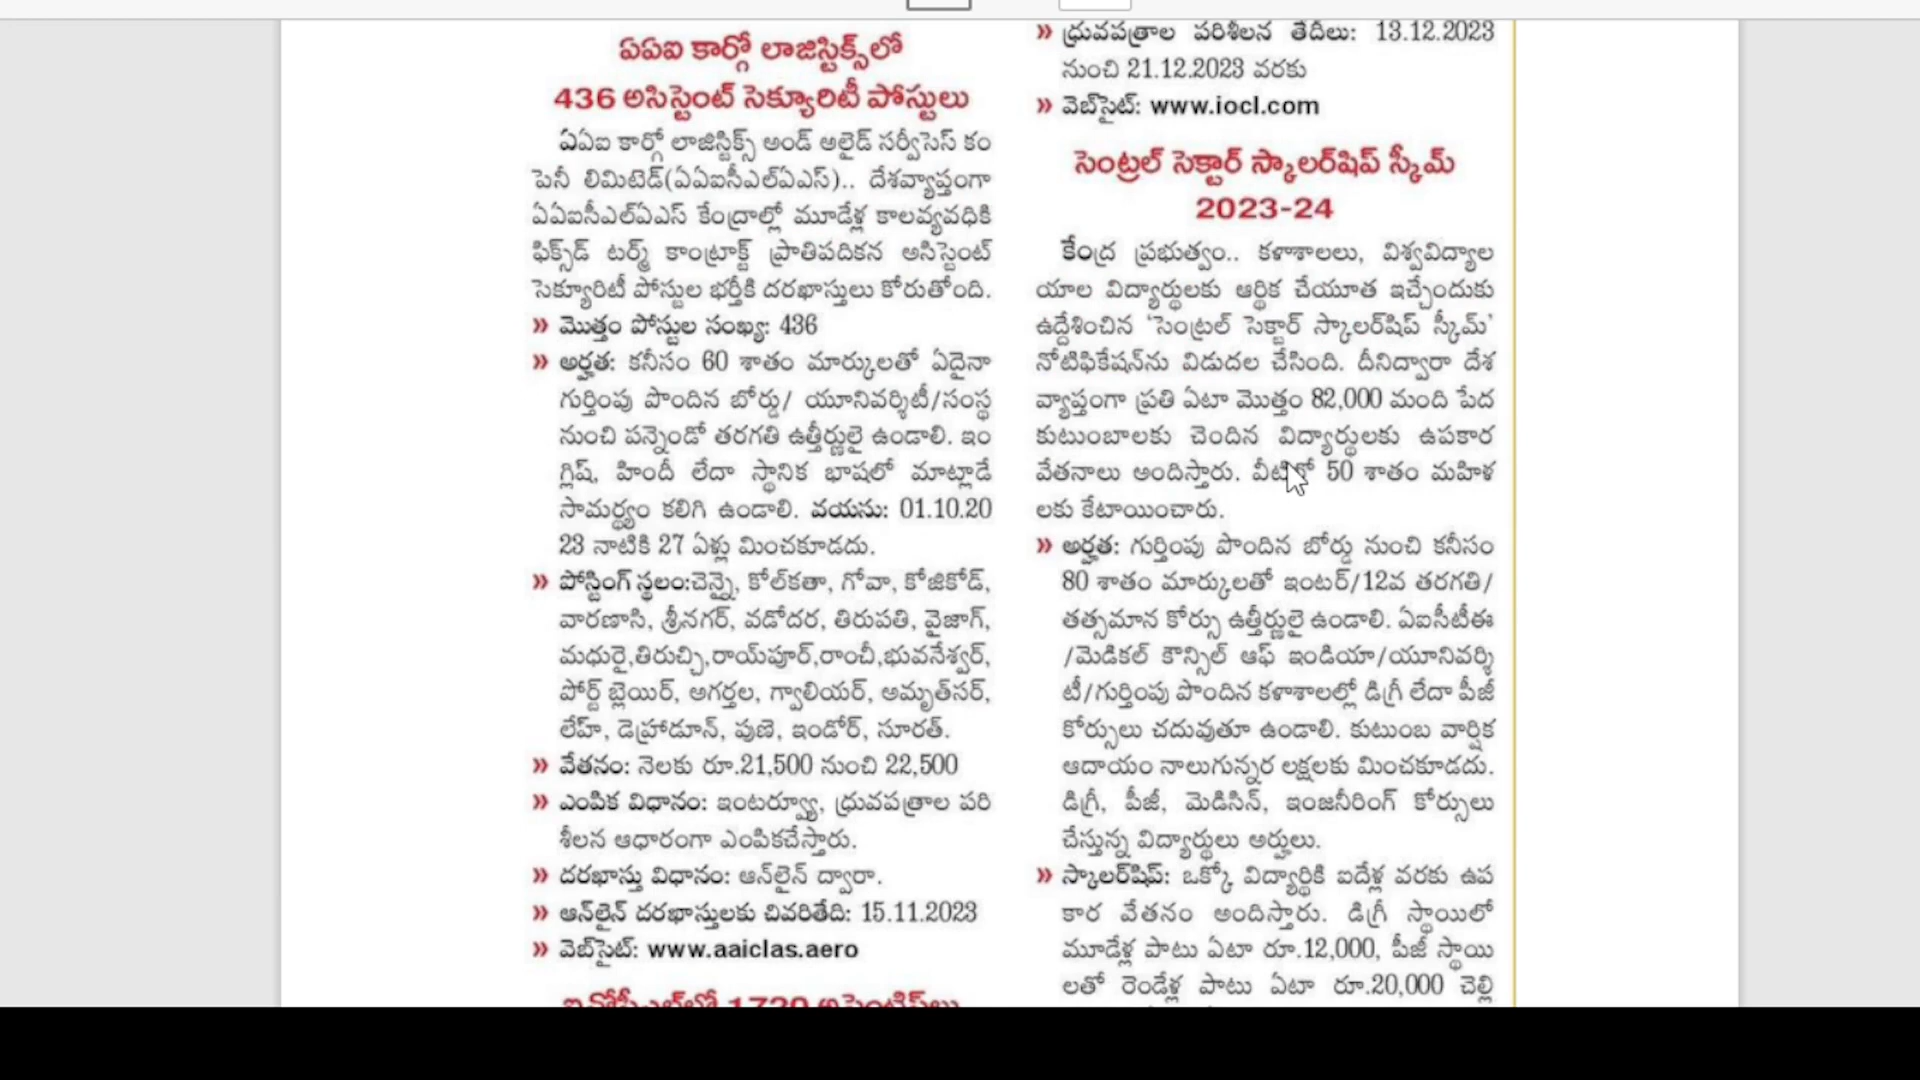 ఏఏఐ కార్గో లాజిస్టిక్స్‌లో
436 అసిస్టెంట్ సెక్యూరిటీ పోస్టులు
ఏఏఐ కార్గో లాజిస్టిక్స్ అండ్ అలైడ్ సర్వీసెస్ కం
పెనీ లిమిటెడ్(ఏఏఐసీఎల్ఏఎస్).. దేశవ్యాప్తంగా
ఏఏఐసీఎల్ఏఎస్ కేంద్రాల్లో మూడేళ్ల కాలవ్యవధికి
ఫిక్స్‌డ్ టర్మ్ కాంట్రాక్ట్ ప్రాతిపదికన అసిస్టెంట్
సెక్యూరిటీ పోస్టుల భర్తీకి దరఖాస్తులు కోరుతోంది.
» మొత్తం పోస్టుల సంఖ్య: 436
» అర్హత: కనీసం 60 శాతం మార్కులతో ఏదైనా
గుర్తింపు పొందిన బోర్డు/ యూనివర్శిటీ/సంస్థ
నుంచి పన్నెండో తరగతి ఉత్తీర్ణులై ఉండాలి. ఇం
గ్లిష్, హిందీ లేదా స్థానిక భాషలో మాట్లాడే
సామర్థ్యం కలిగి ఉండాలి. వయసు: 01.10.20
23 నాటికి 27 ఏళ్లు మించకూడదు.
» పోస్టింగ్ స్థలం:చెన్నై, కోల్‌కతా, గోవా, కోజికోడ్,
వారణాసి, శ్రీనగర్, వడోదర, తిరుపతి, వైజాగ్,
మధురై,తిరుచ్చి,రాయ్‌పూర్,రాంచీ,భువనేశ్వర్,
పోర్ట్ బ్లెయిర్, అగర్తల, గ్వాలియర్, అమృత్‌సర్,
లేహ్, డెహ్రాడూన్, పుణె, ఇండోర్, సూరత్.
» వేతనం: నెలకు రూ.21,500 నుంచి 22,500
» ఎంపిక విధానం: ఇంటర్వ్యూ, ధ్రువపత్రాల పరి
శీలన ఆధారంగా ఎంపికచేస్తారు.
» దరఖాస్తు విధానం: ఆన్‌లైన్ ద్వారా.
» ఆన్‌లైన్ దరఖాస్తులకు చివరితేది: 15.11.2023
» వెబ్‌సైట్: www.aaiclas.aero
ఐఓసీఎల్‌లో 1720 అప్రెంటిస్‌లు
» ధ్రువపత్రాల పరిశీలన తేదీలు: 13.12.2023
నుంచి 21.12.2023 వరకు
» వెబ్‌సైట్: www.iocl.com
సెంట్రల్ సెక్టార్ స్కాలర్‌షిప్ స్కీమ్
2023-24
కేంద్ర ప్రభుత్వం.. కళాశాలలు, విశ్వవిద్యాల
యాల విద్యార్థులకు ఆర్థిక చేయూత ఇచ్చేందుకు
ఉద్దేశించిన ‘సెంట్రల్ సెక్టార్ స్కాలర్‌షిప్ స్కీమ్’
నోటిఫికేషన్‌ను విడుదల చేసింది. దీనిద్వారా దేశ
వ్యాప్తంగా ప్రతి ఏటా మొత్తం 82,000 మంది పేద
కుటుంబాలకు చెందిన విద్యార్థులకు ఉపకార
వేతనాలు అందిస్తారు. వీటిలో 50 శాతం మహిళ
లకు కేటాయించారు.
» అర్హత: గుర్తింపు పొందిన బోర్డు నుంచి కనీసం
80 శాతం మార్కులతో ఇంటర్/12వ తరగతి/
తత్సమాన కోర్సు ఉత్తీర్ణులై ఉండాలి. ఏఐసీటీఈ
/మెడికల్ కౌన్సిల్ ఆఫ్ ఇండియా/యూనివర్శి
టీ/గుర్తింపు పొందిన కళాశాలల్లో డిగ్రీ లేదా పీజీ
కోర్సులు చదువుతూ ఉండాలి. కుటుంబ వార్షిక
ఆదాయం నాలుగున్నర లక్షలకు మించకూడదు.
డిగ్రీ, పీజీ, మెడిసిన్, ఇంజనీరింగ్ కోర్సులు
చేస్తున్న విద్యార్థులు అర్హులు.
» స్కాలర్‌షిప్: ఒక్కో విద్యార్థికి ఐదేళ్ల వరకు ఉప
కార వేతనం అందిస్తారు. డిగ్రీ స్థాయిలో
మూడేళ్ల పాటు ఏటా రూ.12,000, పీజీ స్థాయి
లతో రెండేళ్ల పాటు ఏటా రూ.20,000 చెల్లి